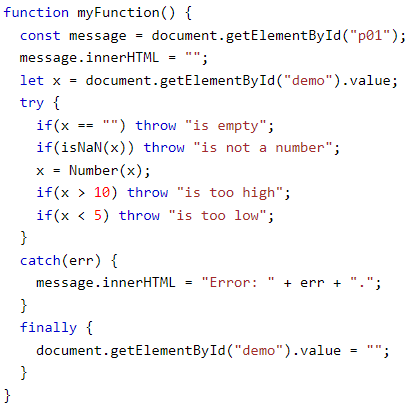 function myFunction() {
  const message = document.getElementById("p01");
  message.innerHTML = "";
  let x = document.getElementById("demo").value;
  try {
    if(x == "") throw "is empty";
    if(isNaN(x)) throw "is not a number";
    x = Number(x);
    if(x > 10) throw "is too high";
    if(x < 5) throw "is too low";
  }
  catch(err) {
    message.innerHTML = "Error: " + err + ".";
  }
  finally {
    document.getElementById("demo").value = "";
  }
}